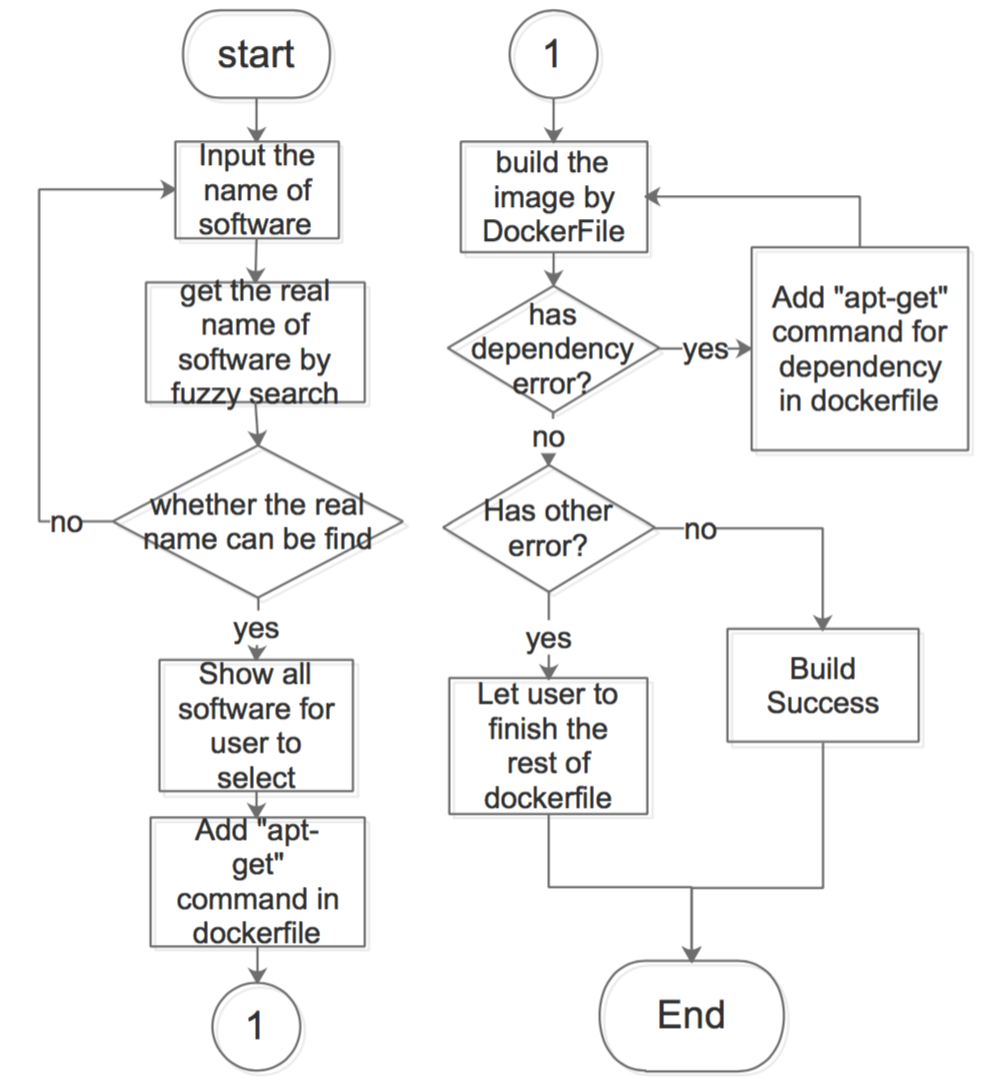 start
Input the
name of
software
get the real
name of
software by
fuzzy search
whether the real
name can be find
no
yes
Show all
software for
user to
select
Add "apt-
get"
command in
dockerfile
1
1
build the
image by
DockerFile
has
dependency
error?
yes
Add "apt-get"
command for
dependency
in dockerfile
no
Has other
error?
no
yes
Let user to
finish the
rest of
dockerfile
Build
Success
End